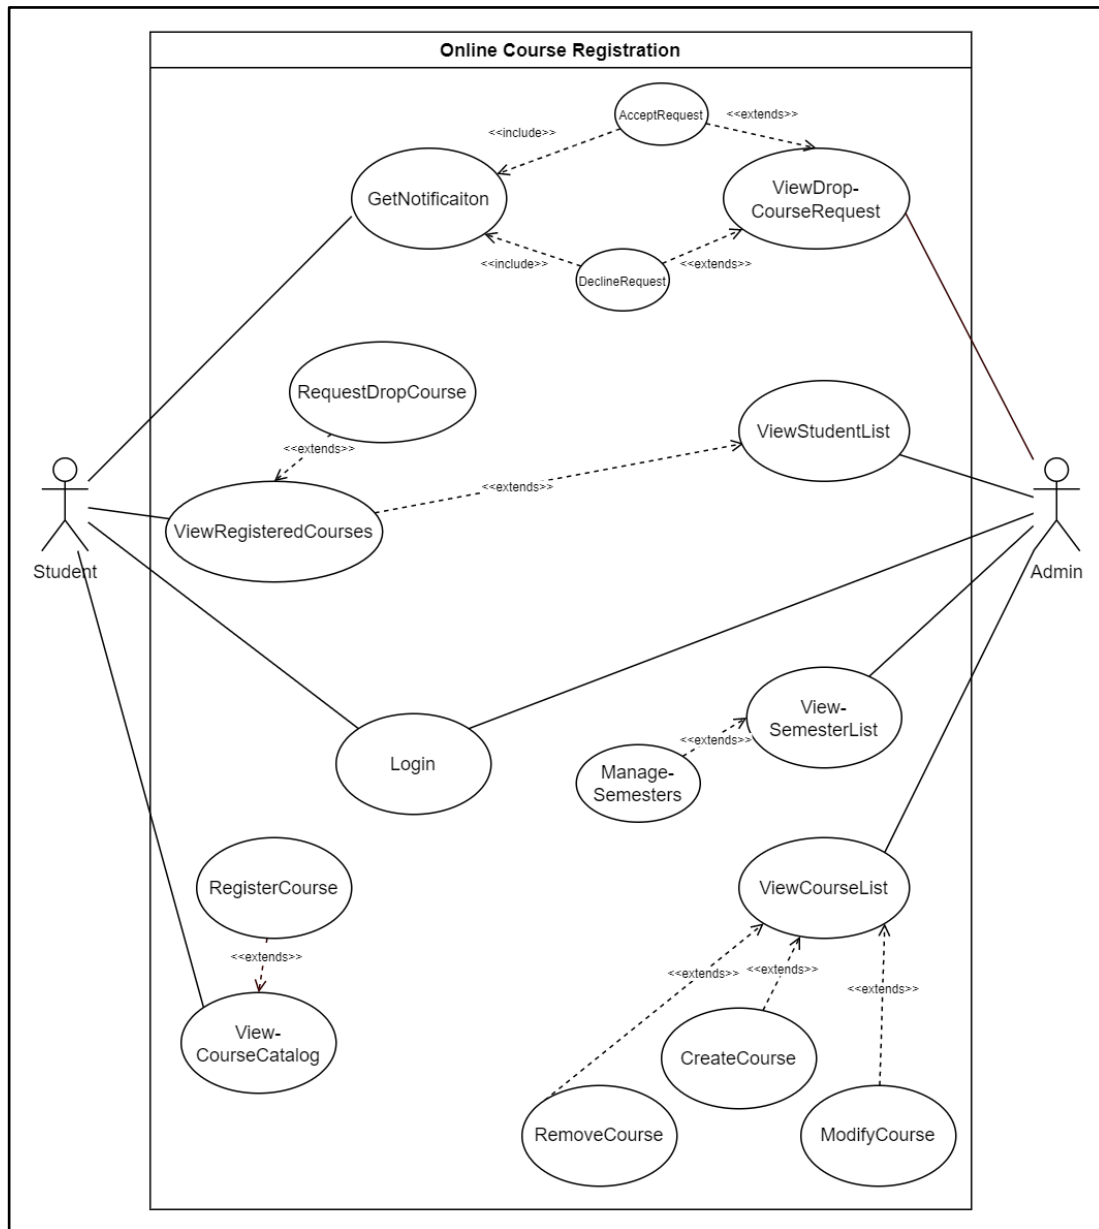 Online Course Registration
AcceptRequest
<<include>>
<<extends>>
GetNotificaiton
ViewDrop-
CourseRequest
<<include>>
<<extends>>
DeclineRequest
RequestDropCourse
<<extends>>
ViewStudentList
<<extends>>
ViewRegisteredCourses
Student
Admin
View-
SemesterList
<<extends>>
Login
Manage-
Semesters
RegisterCourse
ViewCourseList
<<extends>>
<<extends>>
<<extends>>
<<extends>>
View-
CourseCatalog
CreateCourse
RemoveCourse
ModifyCourse